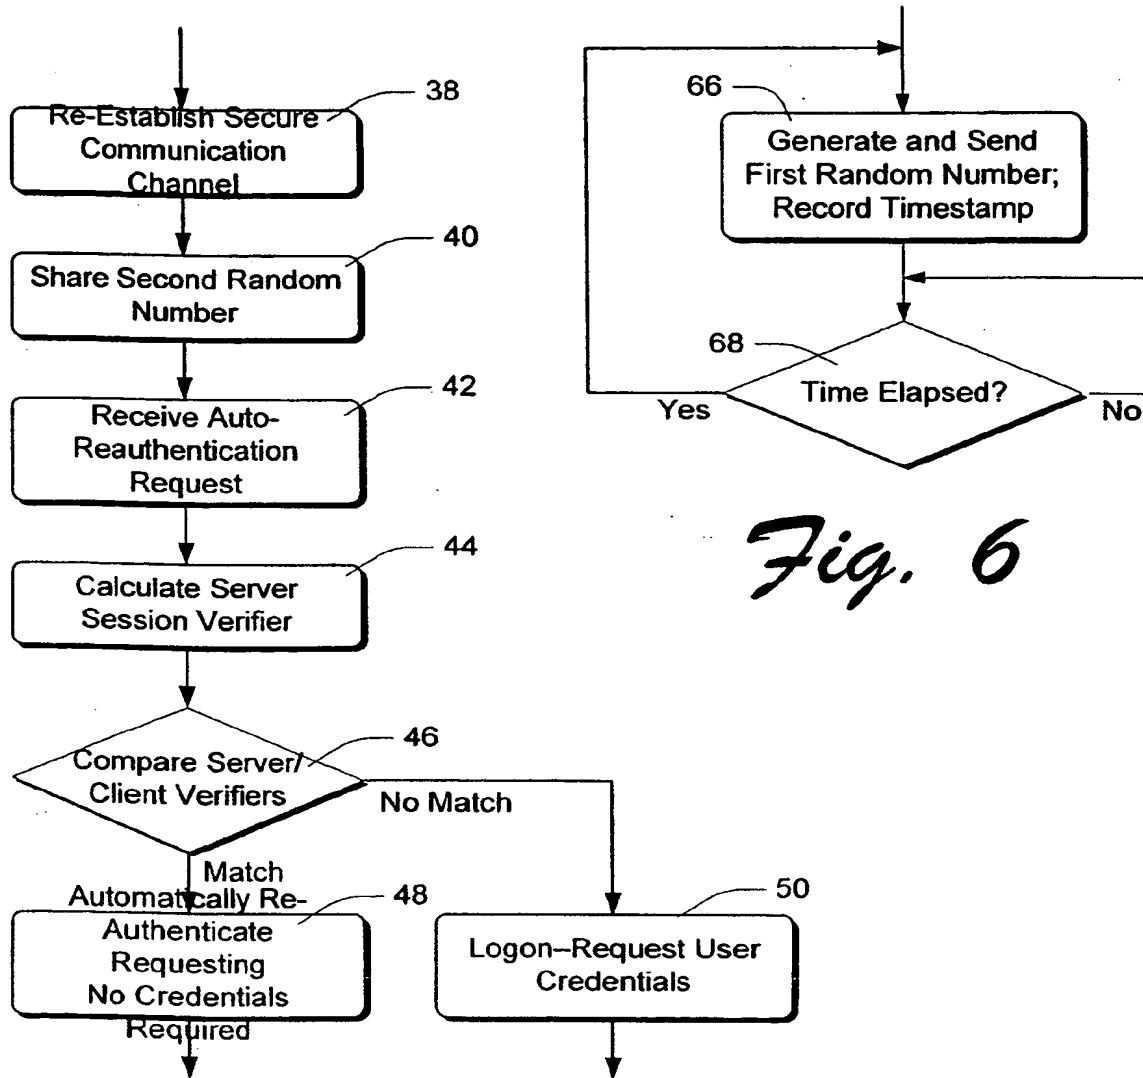 38
Re-Establish Secure
Communication
Channel
40
Share Second Random
Number
42
Receive Auto-
Reauthentication
Request
44
Calculate Server
Session Verifier
46
Compare Server/
Client Verifiers
No Match
Match
48
Automatically Re-
Authenticate
Requesting
No Credentials
Required
50
Logon–Request User
Credentials
66
Generate and Send
First Random Number;
Record Timestamp
68
Time Elapsed?
Yes
No
Fig. 6